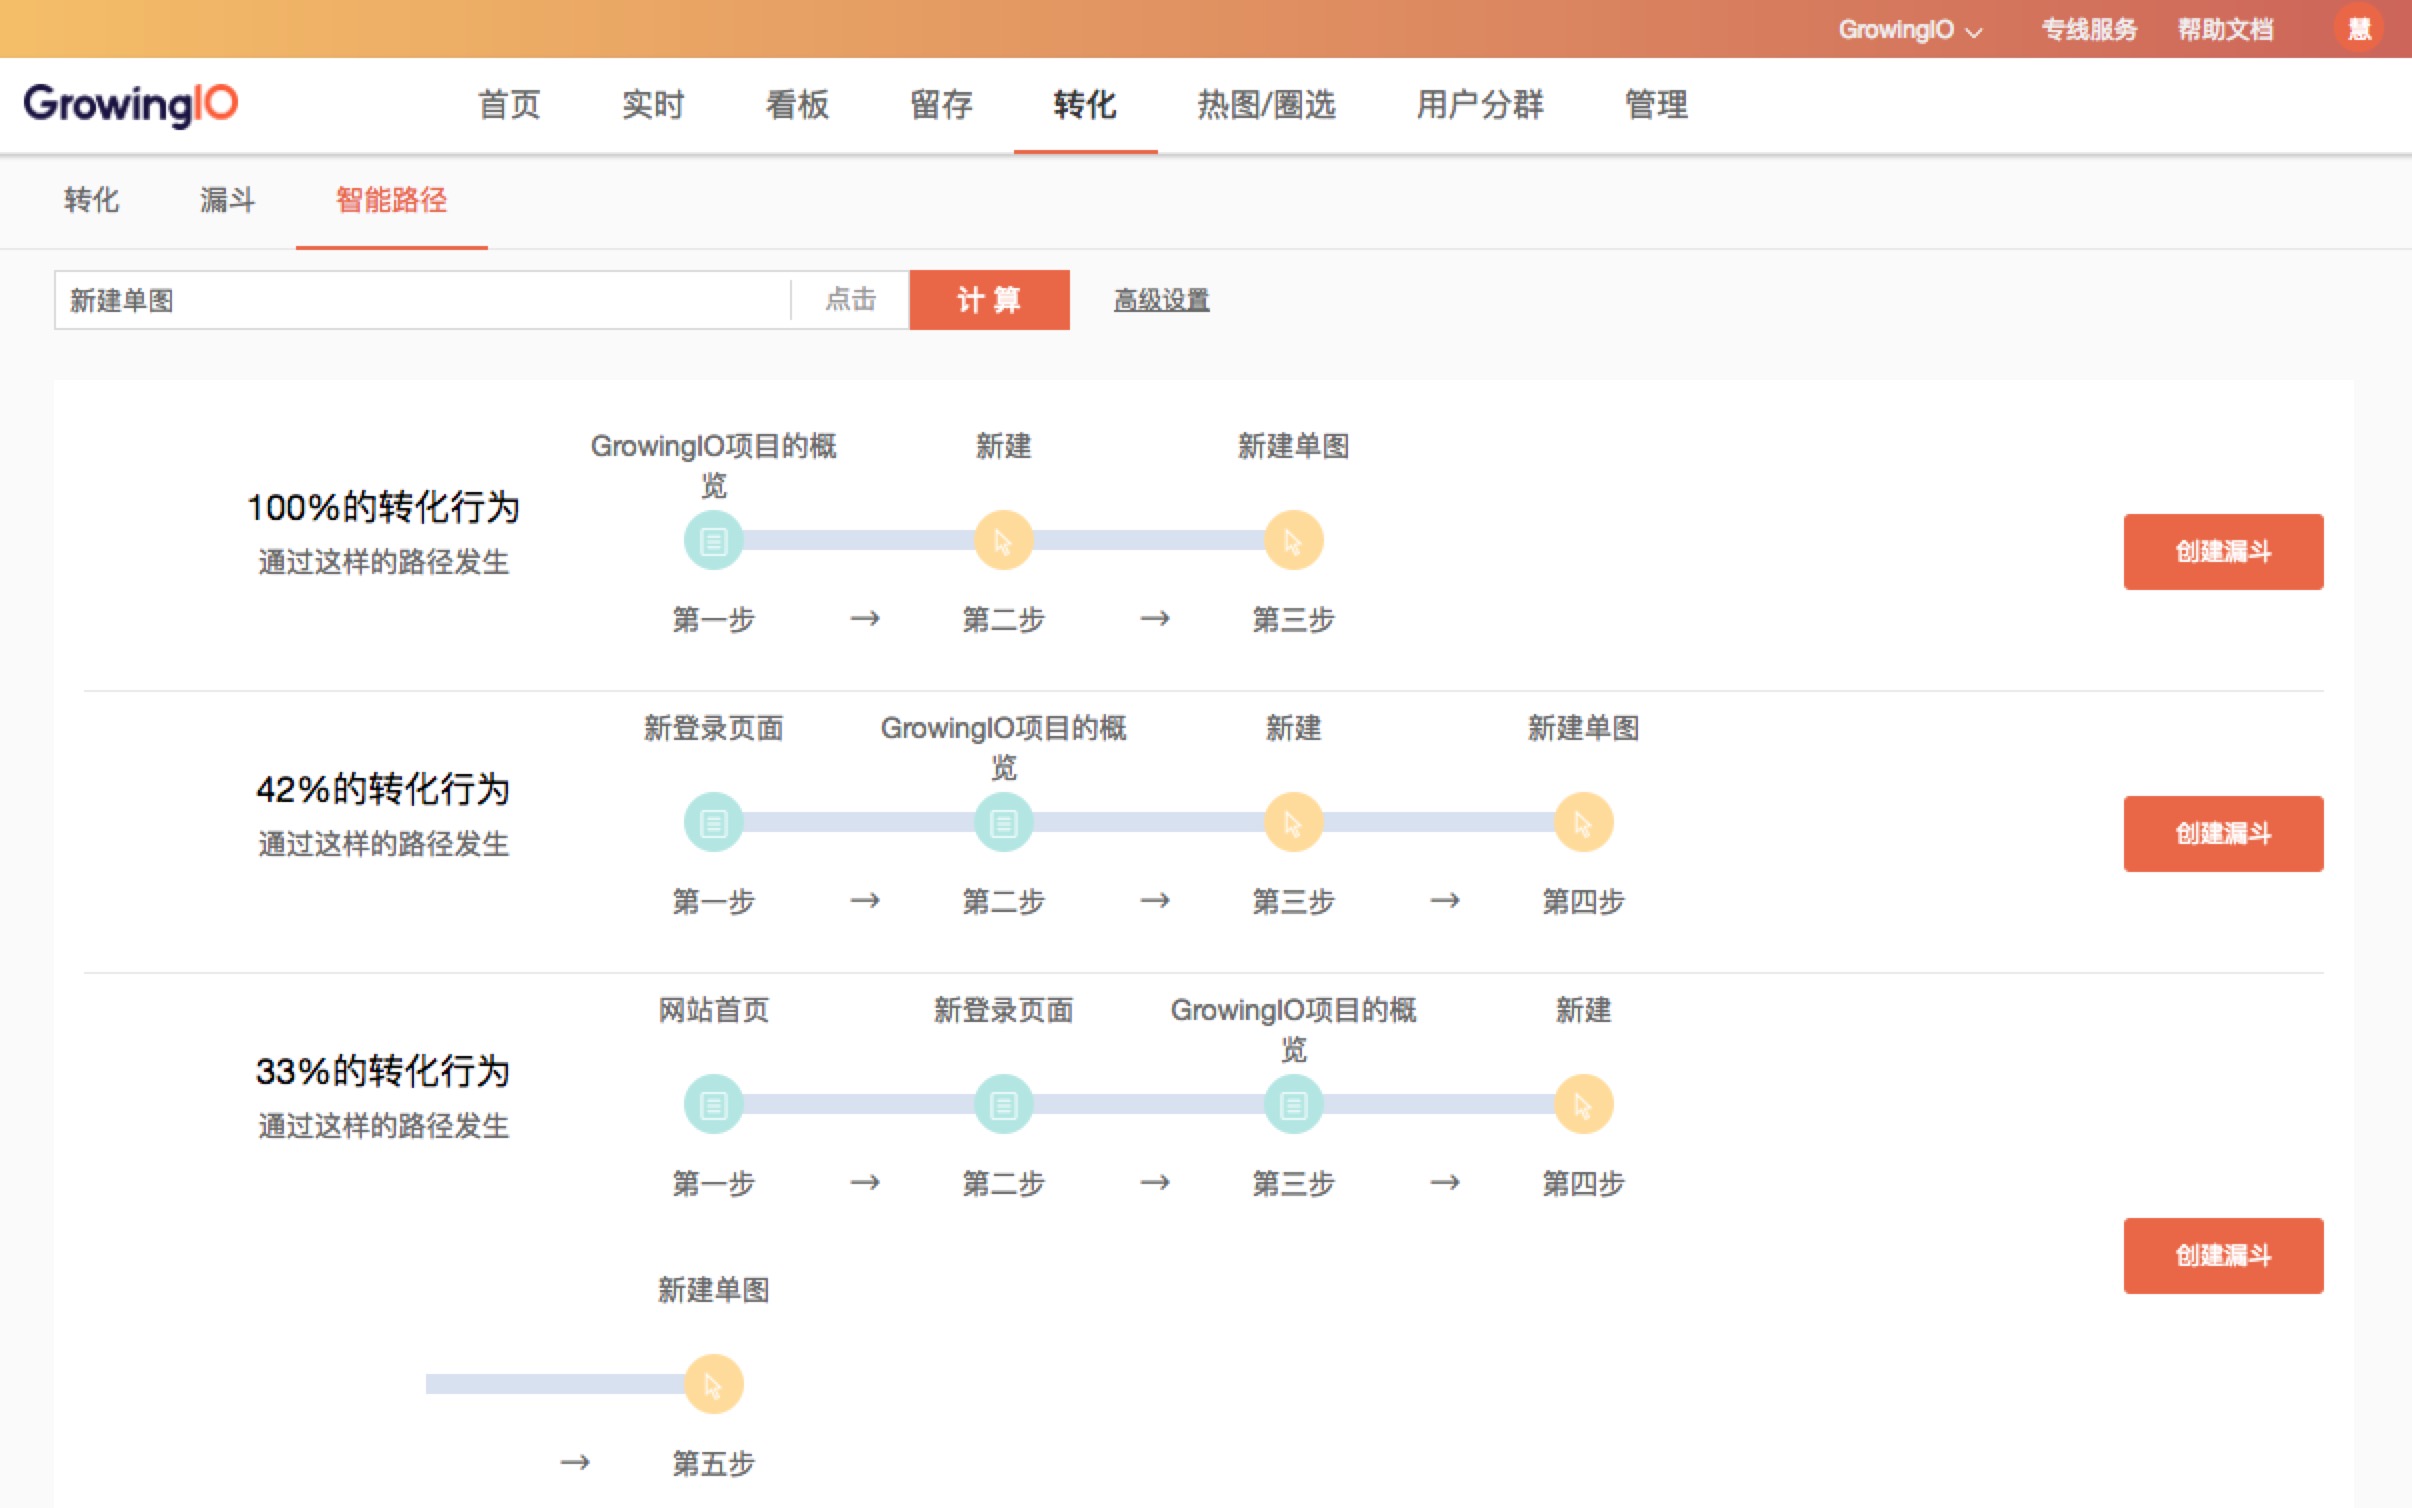 GrowingIO 专线服务 帮助文档 慧
GrowingIO 首页 实时 看板 留存 转化 热图/圈选 用户分群 管理
转化 漏斗 智能路径
新建单图 点击 计算 高级设置
GrowingIO项目的概览 新建 新建单图
100%的转化行为
通过这样的路径发生
创建漏斗
第一步 → 第二步 → 第三步
新登录页面 GrowingIO项目的概览 新建 新建单图
42%的转化行为
通过这样的路径发生
创建漏斗
第一步 → 第二步 → 第三步 → 第四步
网站首页 新登录页面 GrowingIO项目的概览 新建
33%的转化行为
通过这样的路径发生
第一步 → 第二步 → 第三步 → 第四步
创建漏斗
新建单图
→ 第五步